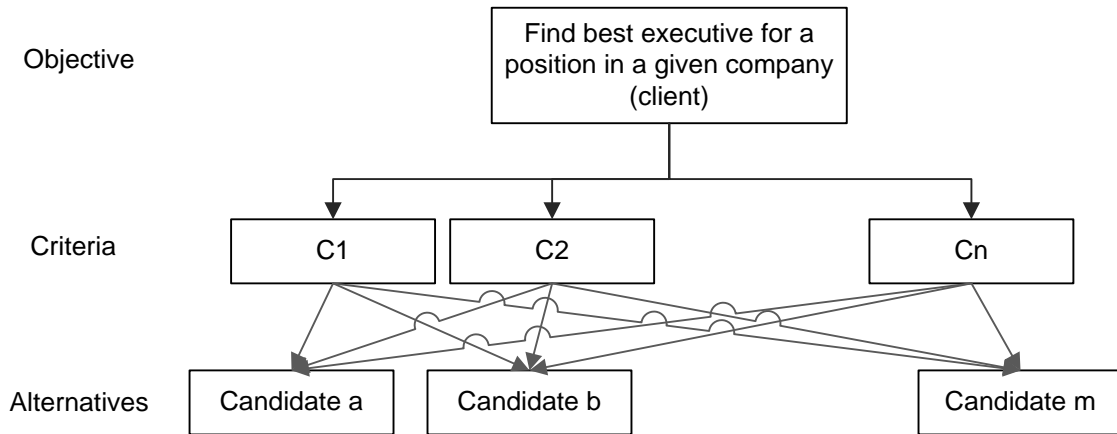 Objective
Find best executive for a
position in a given company
(client)
Criteria
C1
C2
Cn
Alternatives
Candidate a
Candidate b
Candidate m